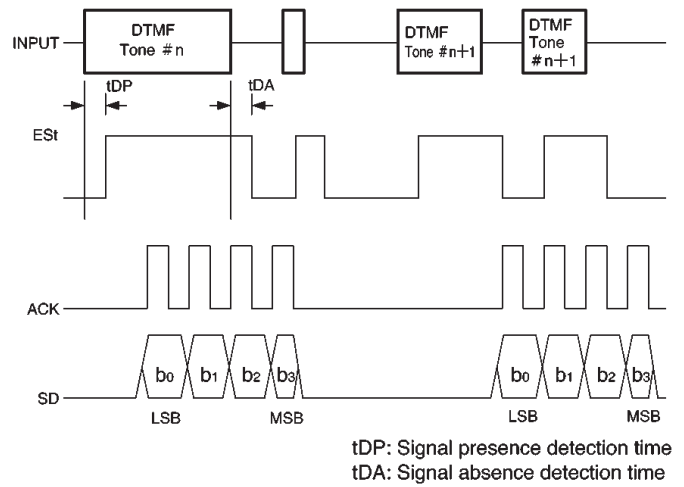 INPUT
DTMF
Tone #n
DTMF
Tone #n+1
DTMF
Tone
#n+1
tDP
tDA
ESt
ACK
b0 b1 b2 b3 b0 b1 b2 b3
SD
LSB MSB LSB MSB
tDP: Signal presence detection time
tDA: Signal absence detection time